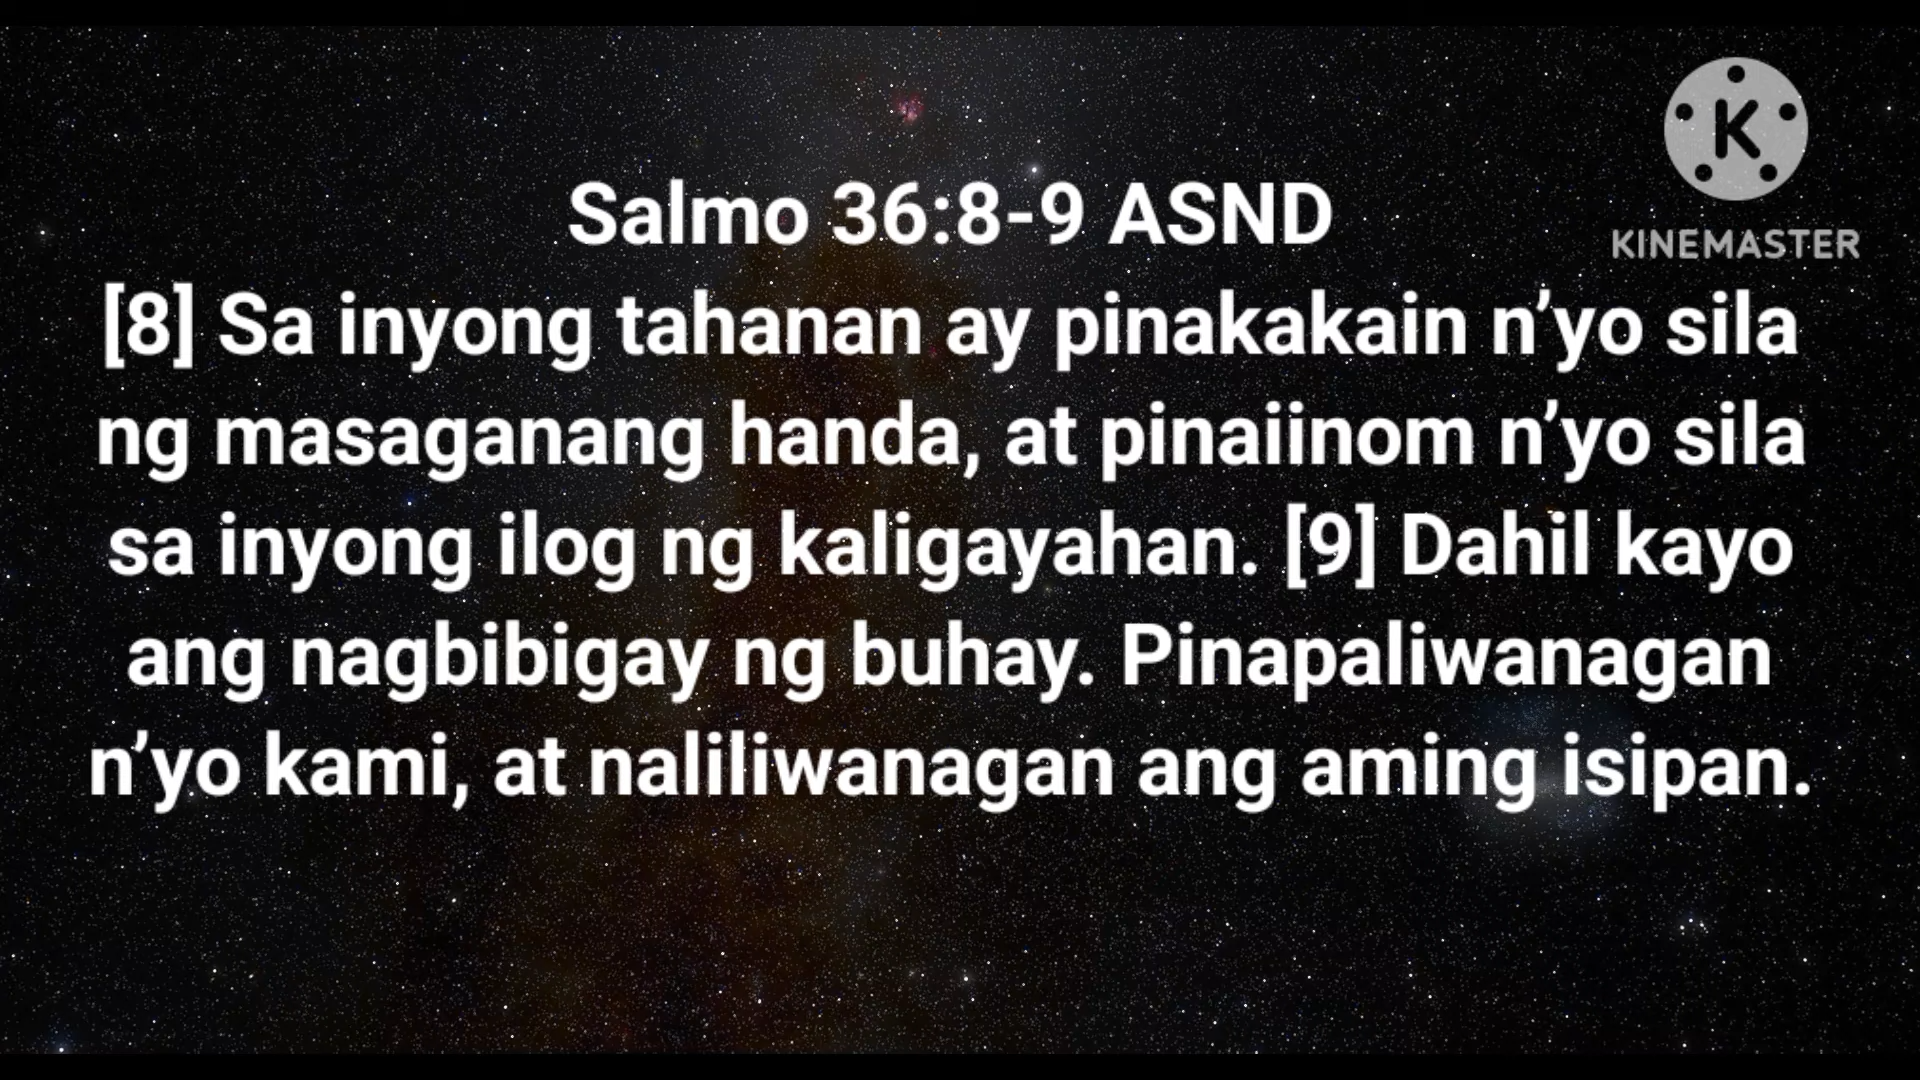 Salmo 36:8-9 ASND
[8] Sa inyong tahanan ay pinakakain n’yo sila
ng masaganang handa, at pinaiinom n’yo sila
sa inyong ilog ng kaligayahan. [9] Dahil kayo
ang nagbibigay ng buhay. Pinapaliwanagan
n’yo kami, at naliliwanagan ang aming isipan.
K
KINEMASTER